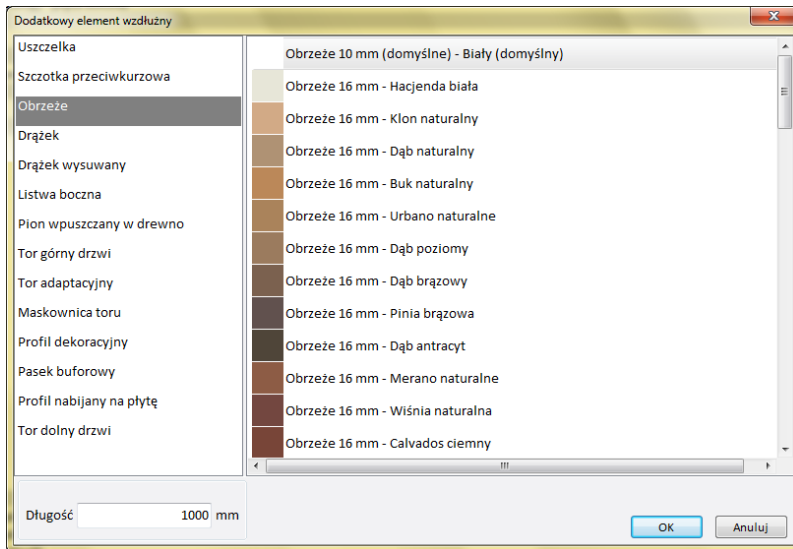 Dodatkowy element wzdłużny
Uszczelka
Szczotka przeciwkurzowa
Obrzeże
Drążek
Drążek wysuwany
Listwa boczna
Pion wpuszczany w drewno
Tor górny drzwi
Tor adaptacyjny
Maskownica toru
Profil dekoracyjny
Pasek buforowy
Profil nabijany na płytę
Tor dolny drzwi
Obrzeże 10 mm (domyślne) - Biały (domyślny)
Obrzeże 16 mm - Hacjenda biała
Obrzeże 16 mm - Klon naturalny
Obrzeże 16 mm - Dąb naturalny
Obrzeże 16 mm - Buk naturalny
Obrzeże 16 mm - Urbano naturalne
Obrzeże 16 mm - Dąb poziomy
Obrzeże 16 mm - Dąb brązowy
Obrzeże 16 mm - Pinia brązowa
Obrzeże 16 mm - Dąb antracyt
Obrzeże 16 mm - Merano naturalne
Obrzeże 16 mm - Wiśnia naturalna
Obrzeże 16 mm - Calvados ciemny
Długość 1000 mm
OK Anuluj